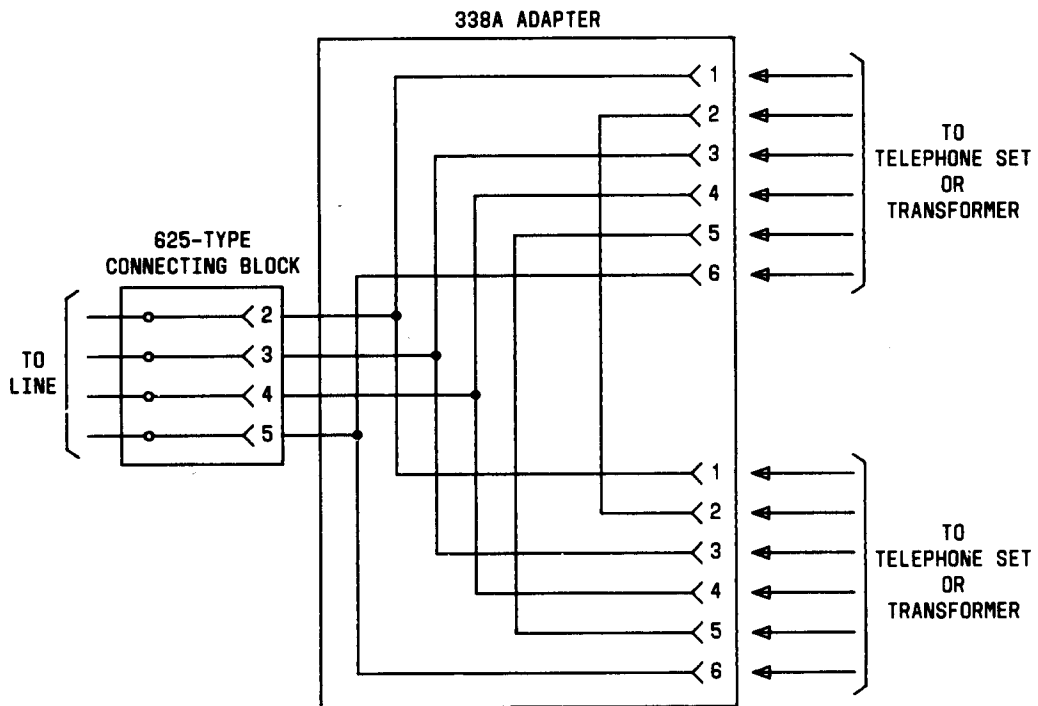 338A ADAPTER
1
2
3
4
5
6
TO
TELEPHONE SET
OR
TRANSFORMER
625-TYPE
CONNECTING BLOCK
2
3
4
5
TO
LINE
1
2
3
4
5
6
TO
TELEPHONE SET
OR
TRANSFORMER